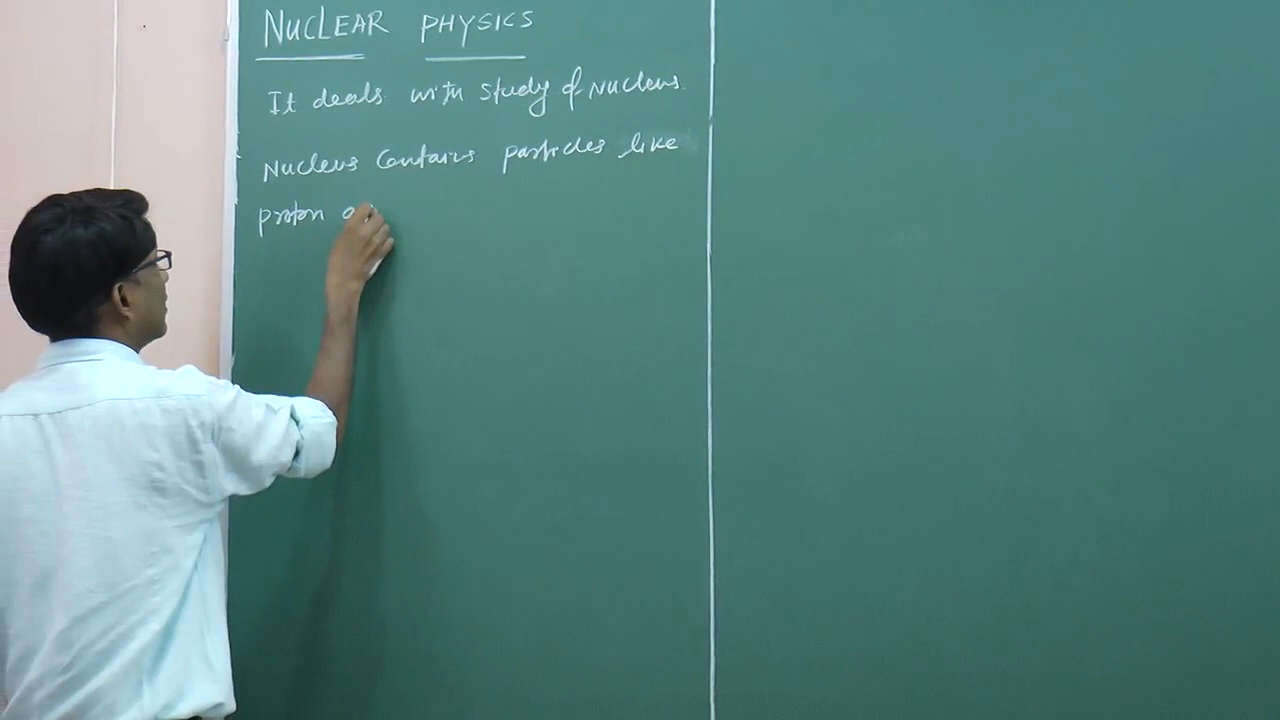 NUCLEAR PHYSICS
It deals with study of Nucleus.
Nucleus contains particles like
proton